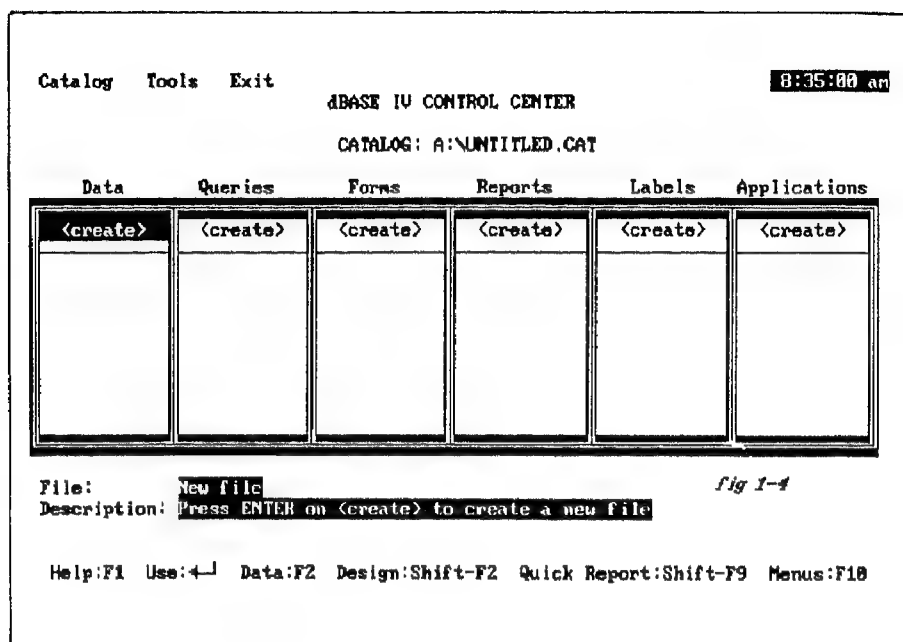 Catalog Tools Exit 8:35:00 am
dBASE IV CONTROL CENTER
CATALOG: A:\UNTITLED.CAT
Data Queries Forms Reports Labels Applications
<create> <create> <create> <create> <create> <create>
File: New file fig 1-4
Description: Press ENTER on <create> to create a new file
Help:F1 Use:↵ Data:F2 Design:Shift-F2 Quick Report:Shift-F9 Menus:F10